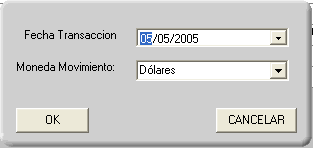 Fecha Transaccion 05/05/2005
Moneda Movimiento: Dólares
OK CANCELAR